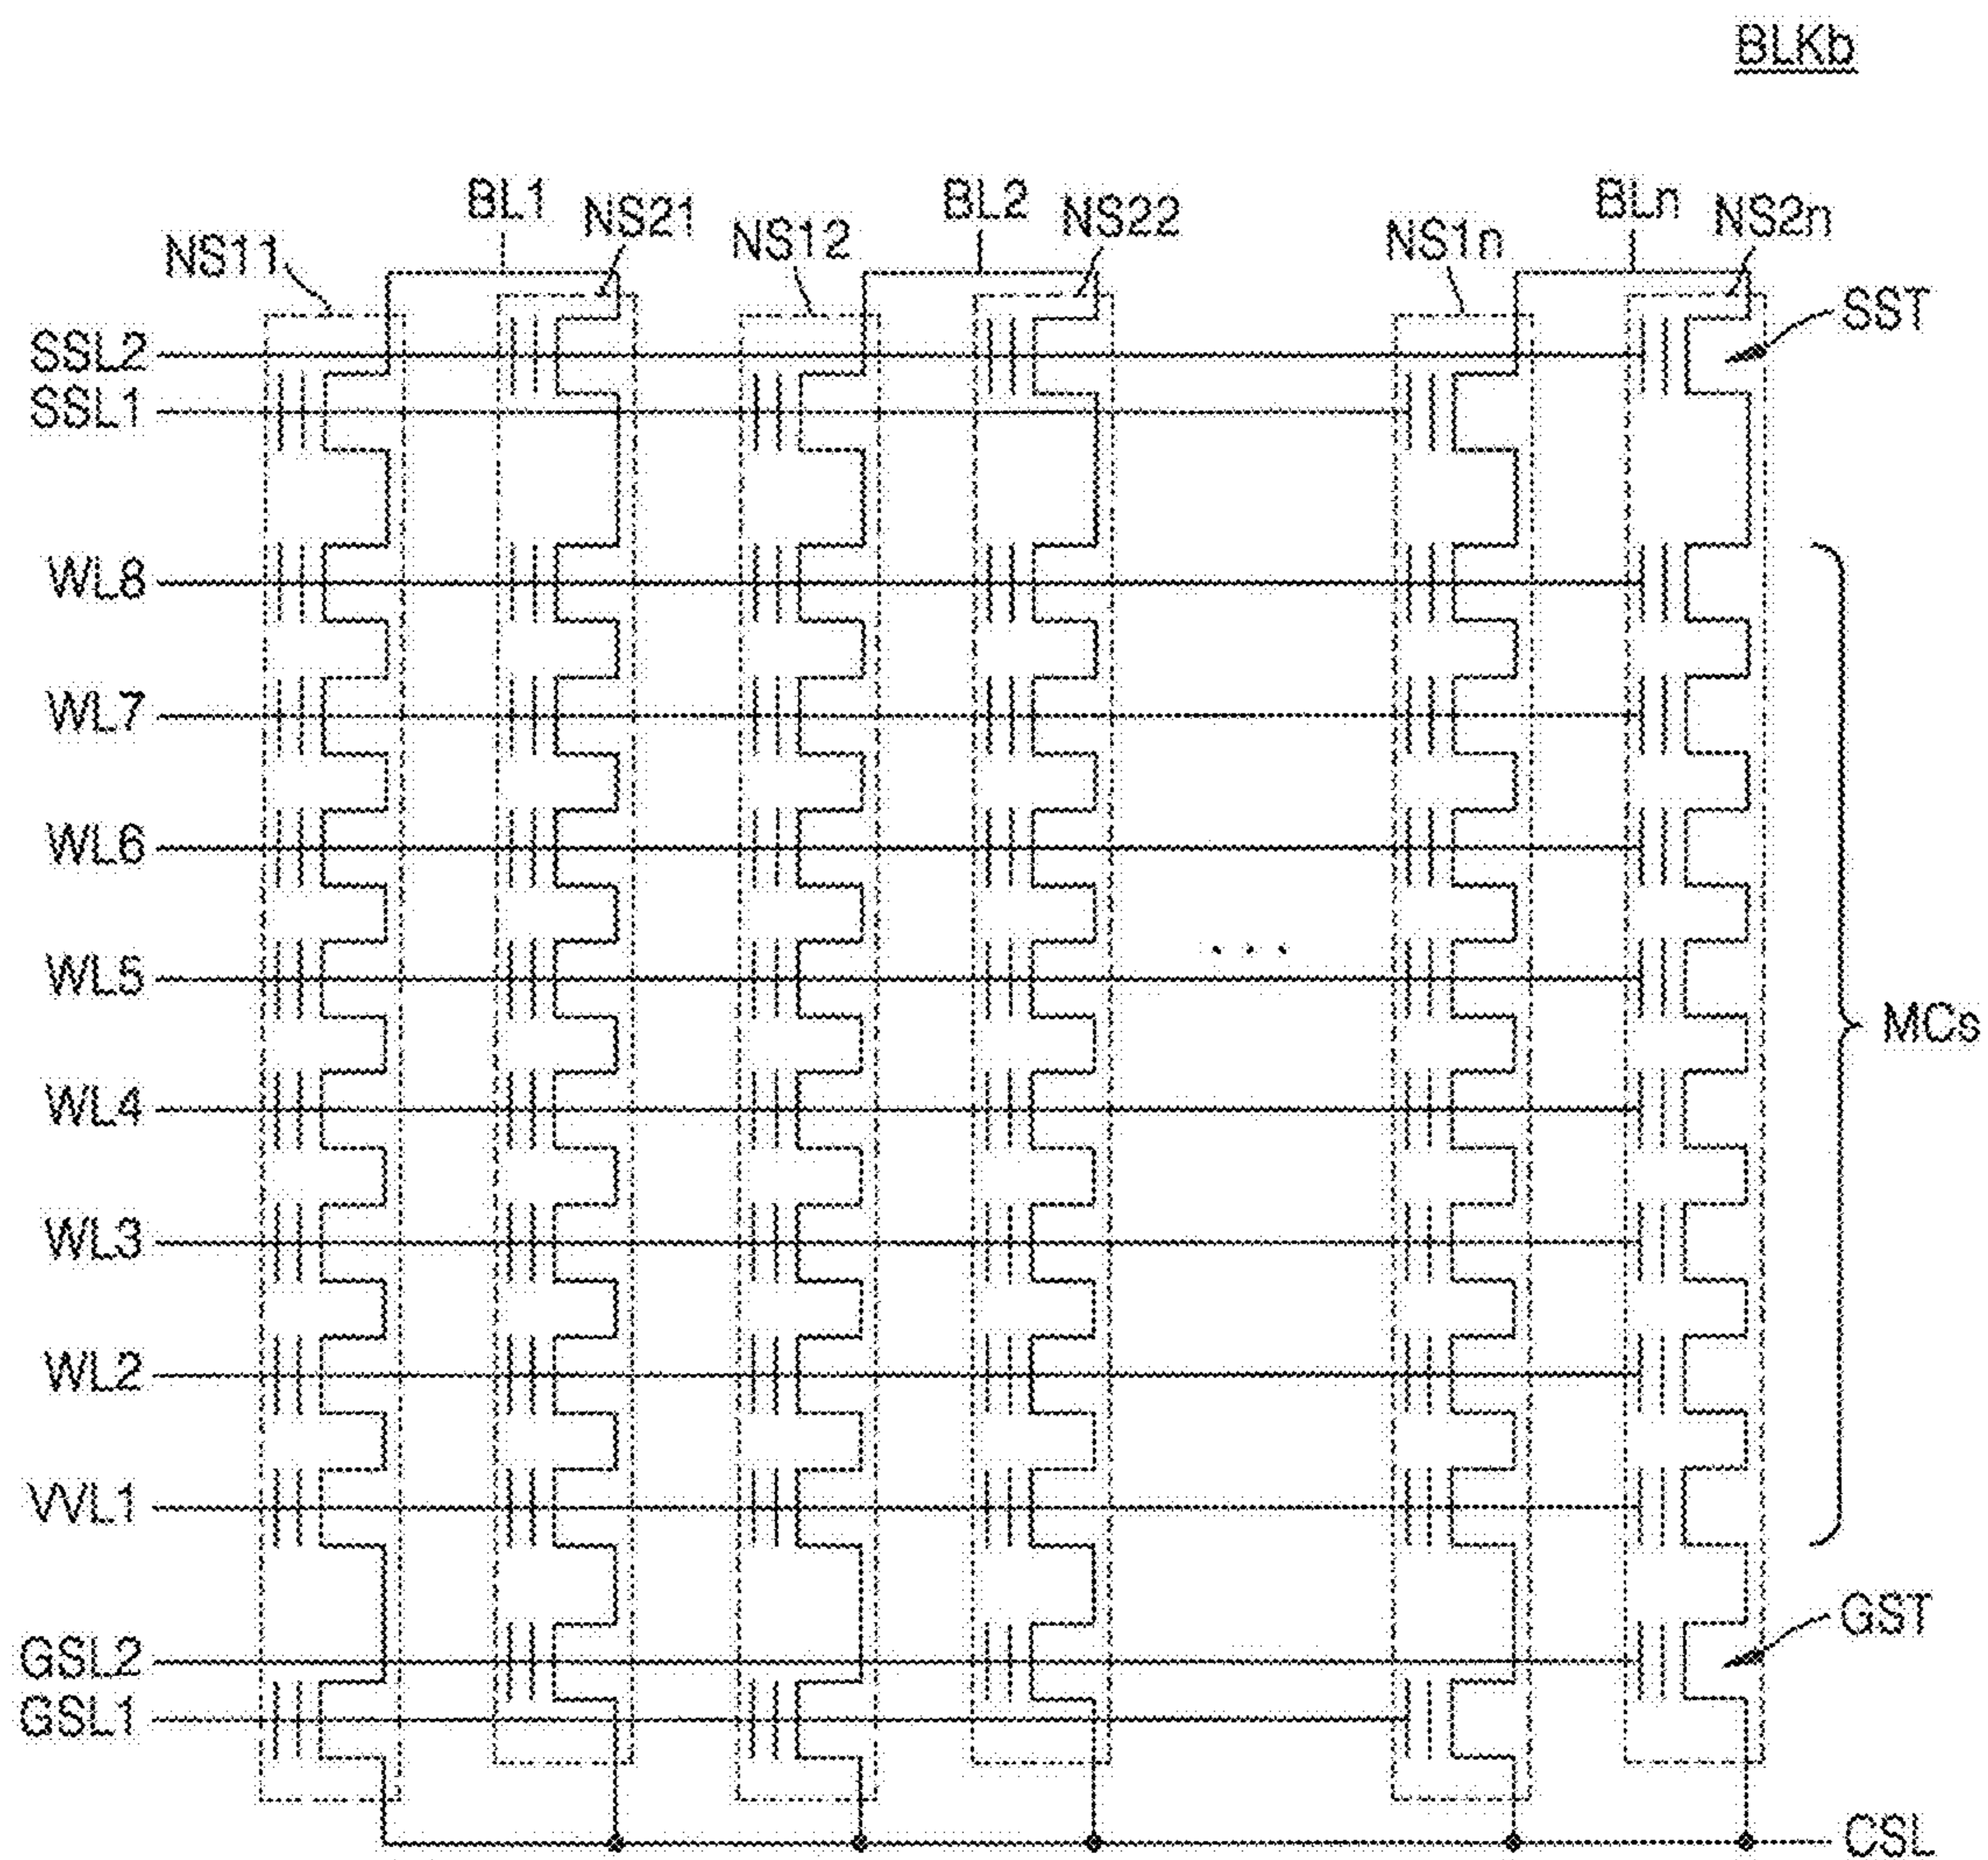 BLKb
BL1
BL2
BLn
NS11
NS21
NS12
NS22
NS1n
NS2n
SST
SSL2
SSL1
WL8
WL7
WL6
WL5
WL4
WL3
WL2
VVL1
GSL2
GSL1
. . .
MCs
GST
CSL